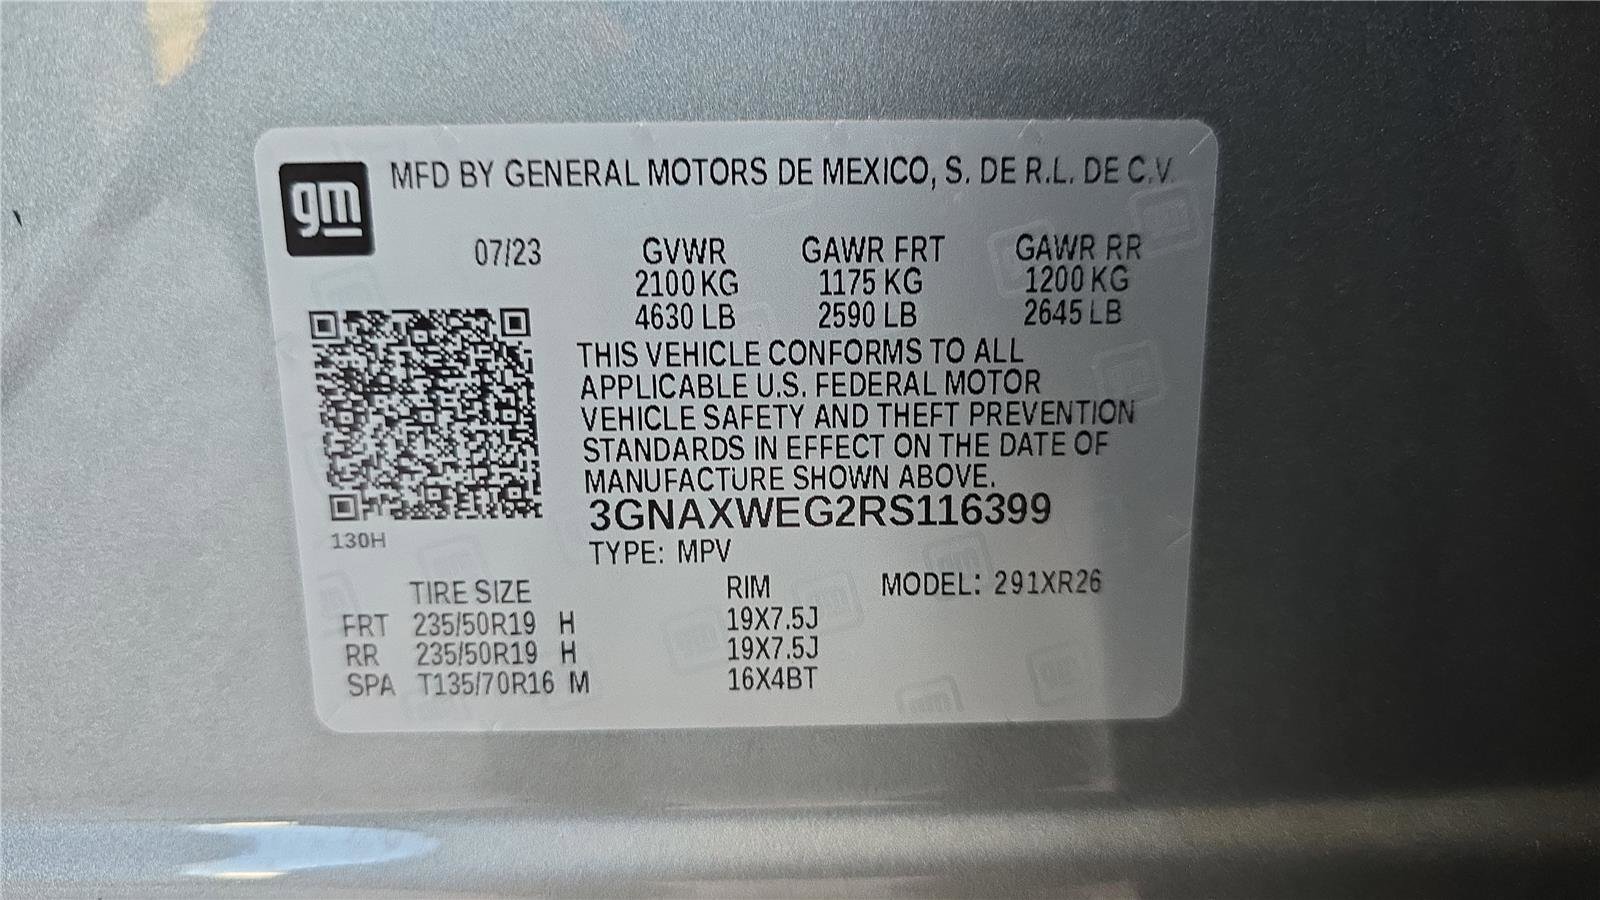 gm
MFD BY GENERAL MOTORS DE MEXICO, S. DE R.L. DE C.V.
07/23 GVWR GAWR FRT GAWR RR
2100 KG 1175 KG 1200 KG
4630 LB 2590 LB 2645 LB
THIS VEHICLE CONFORMS TO ALL
APPLICABLE U.S. FEDERAL MOTOR
VEHICLE SAFETY AND THEFT PREVENTION
STANDARDS IN EFFECT ON THE DATE OF
MANUFACTURE SHOWN ABOVE.
3GNAXWEG2RS116399
130H
TYPE: MPV
TIRE SIZE RIM MODEL: 291XR26
FRT 235/50R19 H 19X7.5J
RR 235/50R19 H 19X7.5J
SPA T135/70R16 M 16X4BT